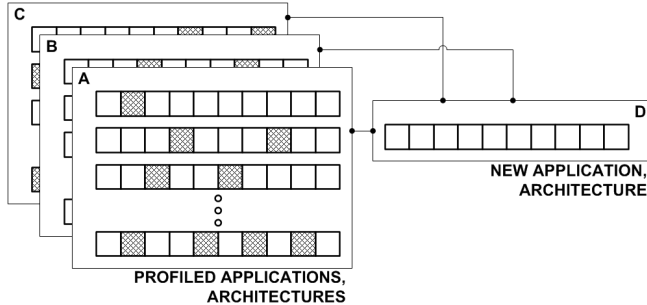 C
B
A
D
NEW APPLICATION,
ARCHITECTURE
PROFILED APPLICATIONS,
ARCHITECTURES